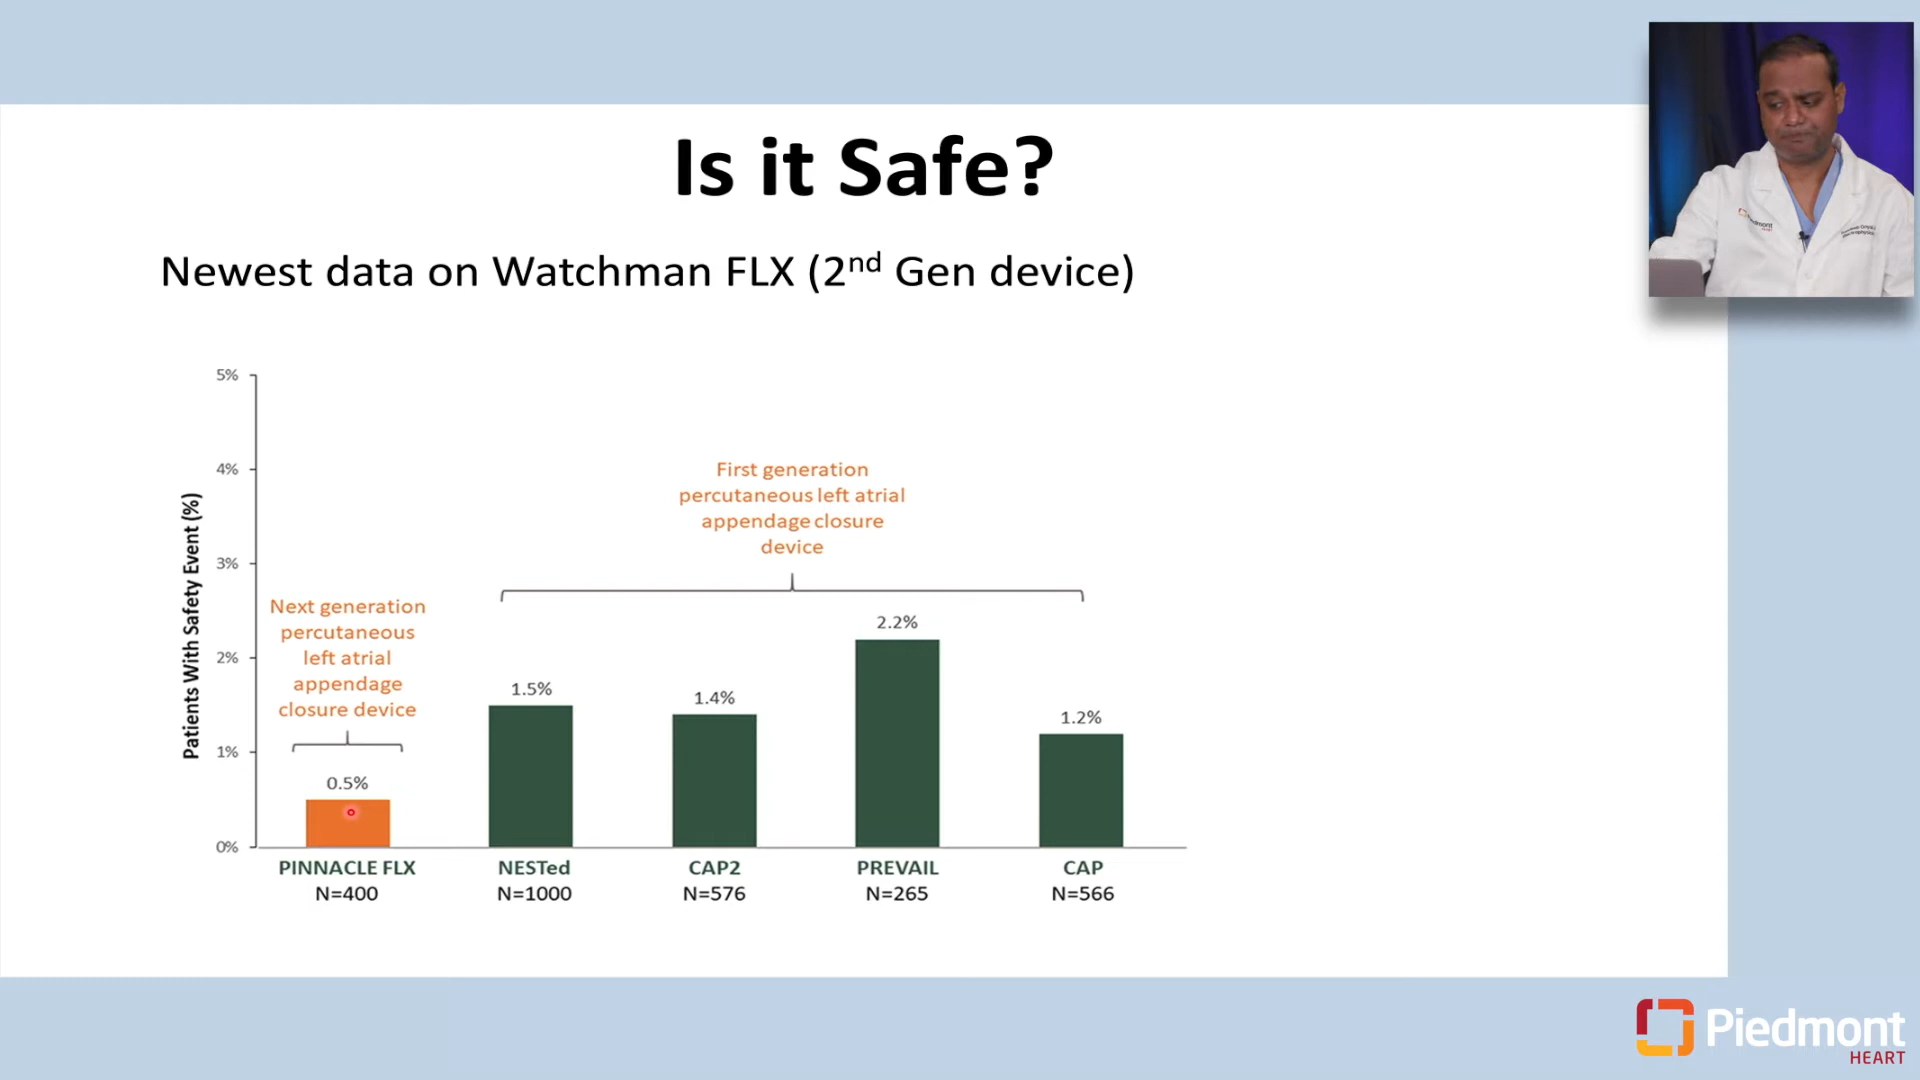 Is it Safe?
Newest data on Watchman FLX (2nd Gen device)
Patients With Safety Event (%)
5%
4%
3%
2%
1%
0%
First generation
percutaneous left atrial
appendage closure
device
Next generation
percutaneous
left atrial
appendage
closure device
0.5%
1.5%
1.4%
2.2%
1.2%
PINNACLE FLX
N=400
NESTed
N=1000
CAP2
N=576
PREVAIL
N=265
CAP
N=566
Piedmont
Piedmont
HEART